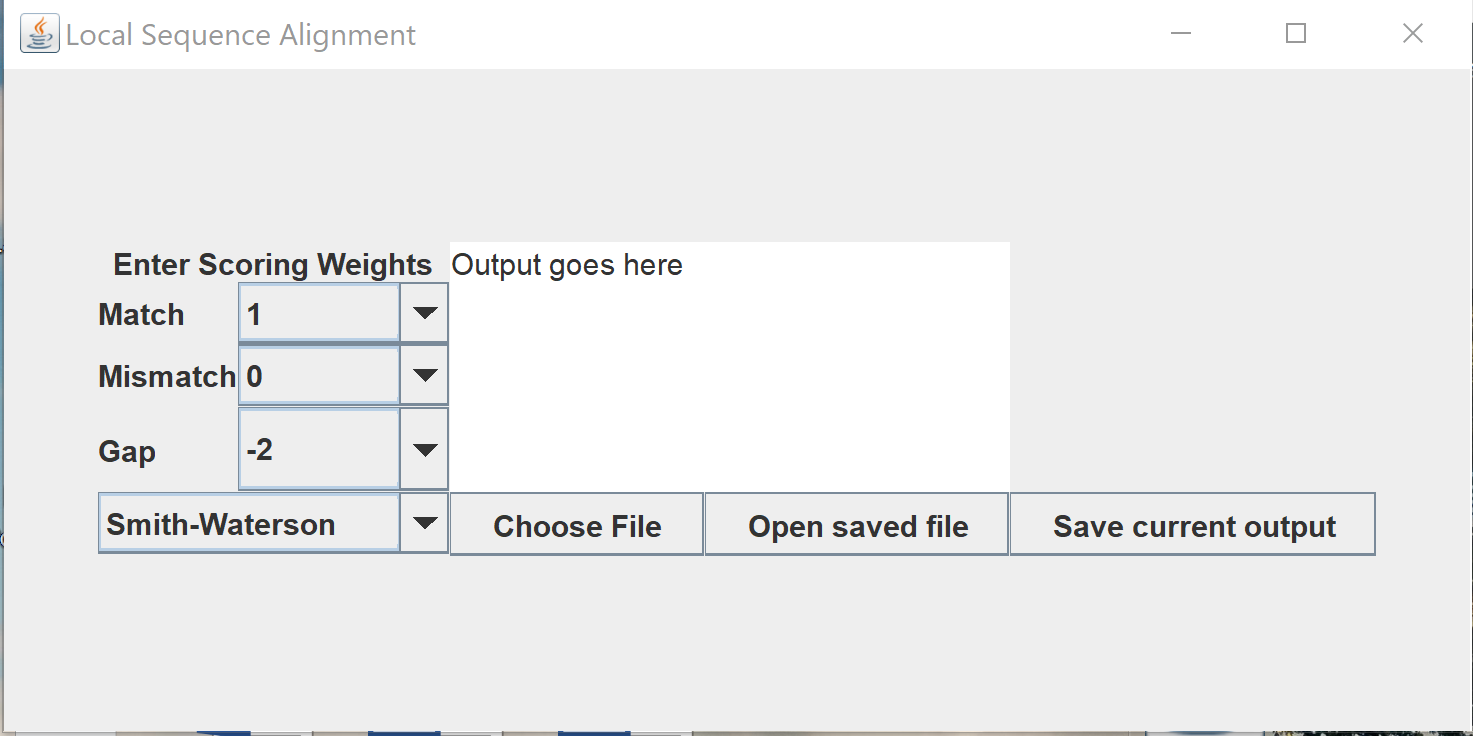 Local Sequence Alignment
Enter Scoring Weights
Output goes here
Match 1
Mismatch 0
Gap -2
Smith-Waterson
Choose File
Open saved file
Save current output